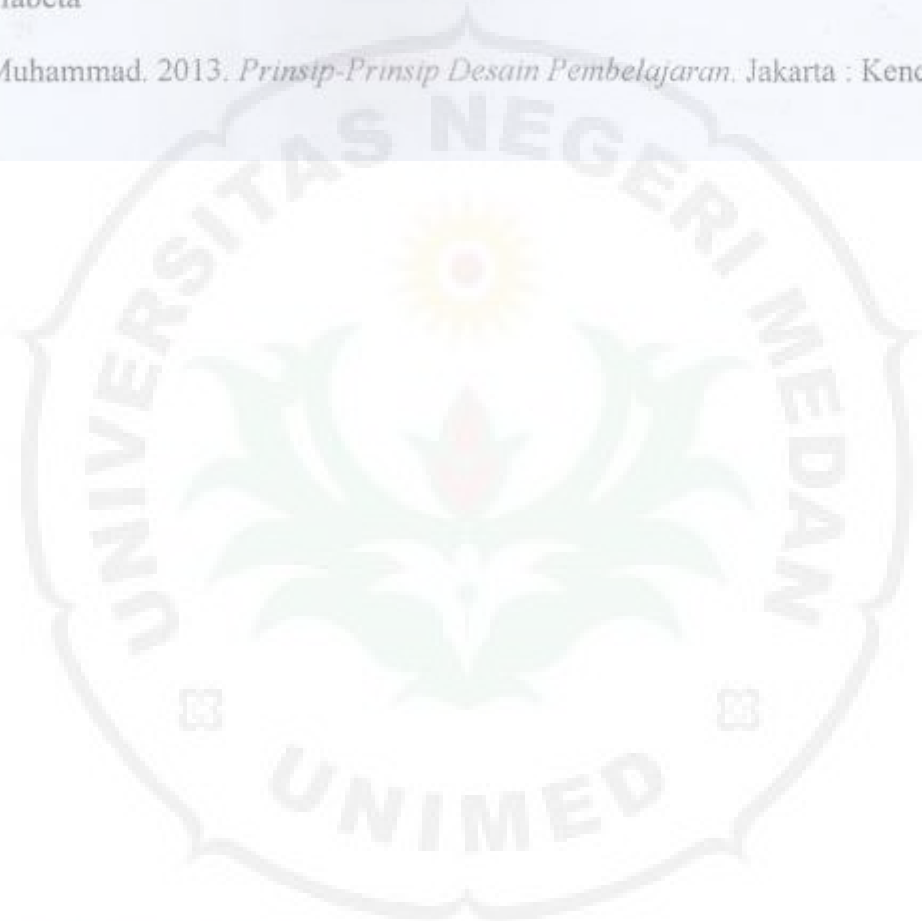 Muhammad. 2013. Prinsip-Prinsip Desain Pembelajaran. Jakarta : Kenc
UNIVERSITAS NEGERI MEDAN
UNIMED